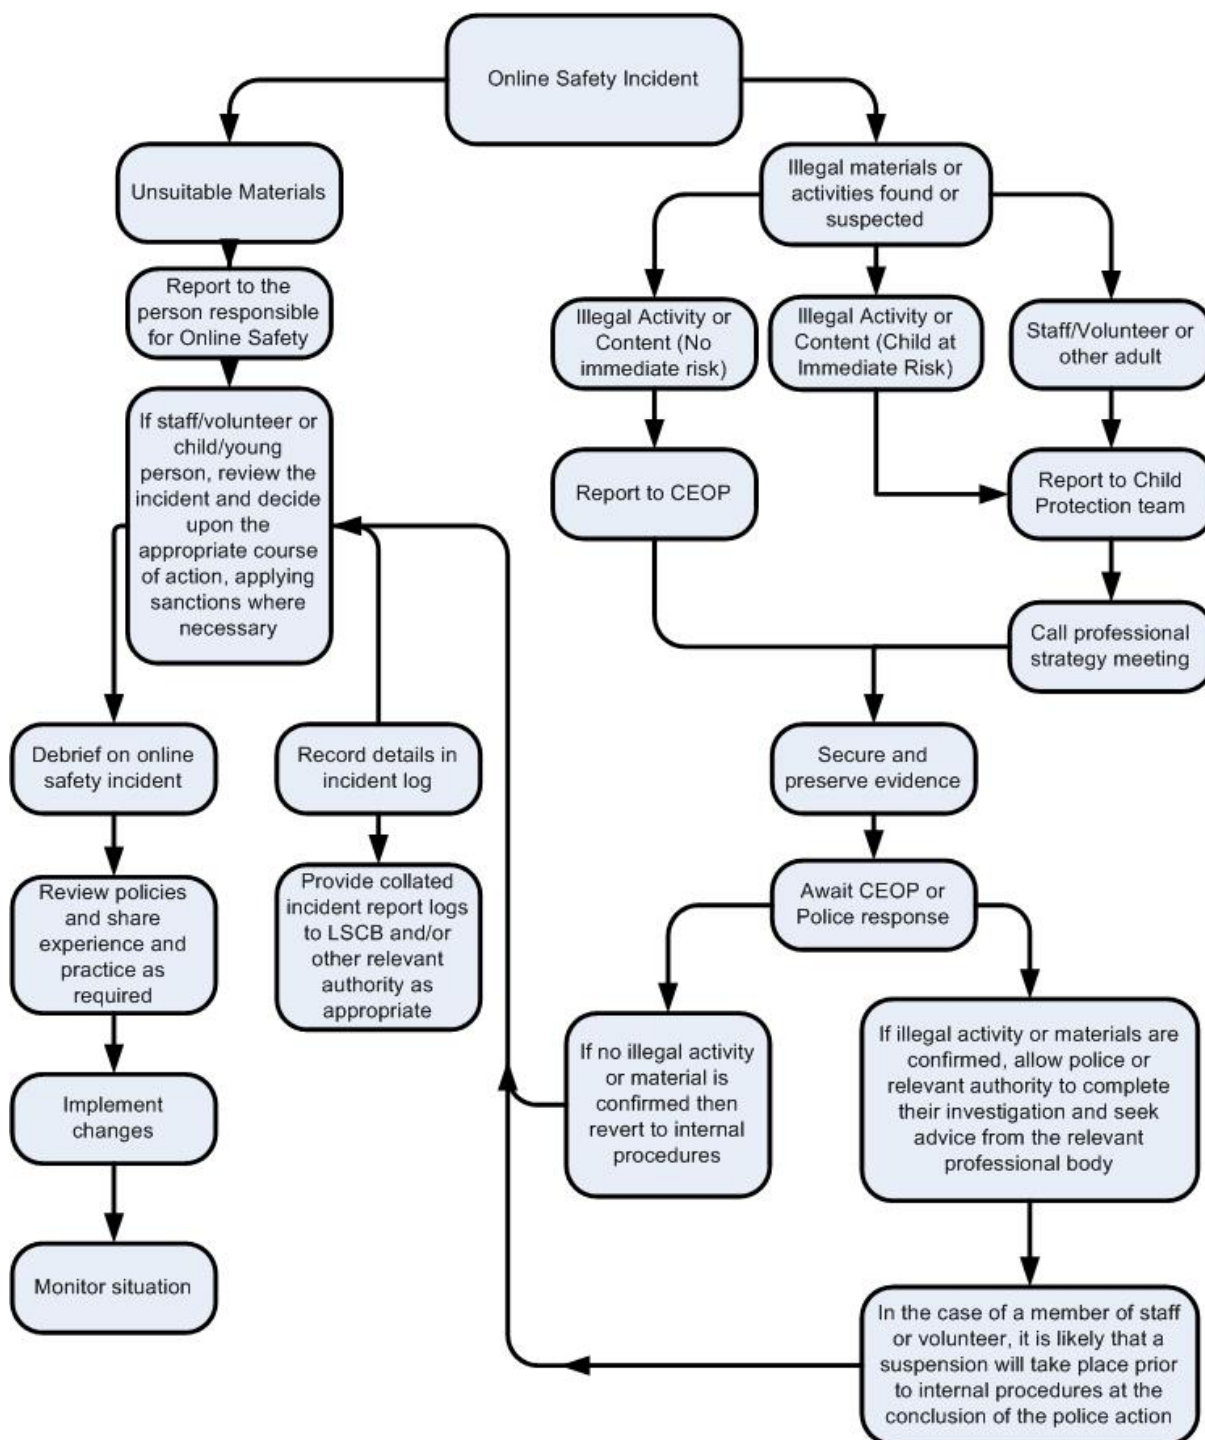 Online Safety Incident
Unsuitable Materials
Illegal materials or
activities found or
suspected
Report to the
person responsible
for Online Safety
Illegal Activity or
Content (No
immediate risk)
Illegal Activity or
Content (Child at
Immediate Risk)
Staff/Volunteer or
other adult
If staff/volunteer or
child/young
person, review the
incident and decide
upon the
appropriate course
of action, applying
sanctions where
necessary
Report to CEOP
Report to Child
Protection team
Call professional
strategy meeting
Debrief on online
safety incident
Record details in
incident log
Secure and
preserve evidence
Review policies
and share
experience and
practice as
required
Provide collated
incident report logs
to LSCB and/or
other relevant
authority as
appropriate
Await CEOP or
Police response
If no illegal activity
or material is
confirmed then
revert to internal
procedures
If illegal activity or materials are
confirmed, allow police or
relevant authority to complete
their investigation and seek
advice from the relevant
professional body
Implement
changes
Monitor situation
In the case of a member of staff
or volunteer, it is likely that a
suspension will take place prior
to internal procedures at the
conclusion of the police action